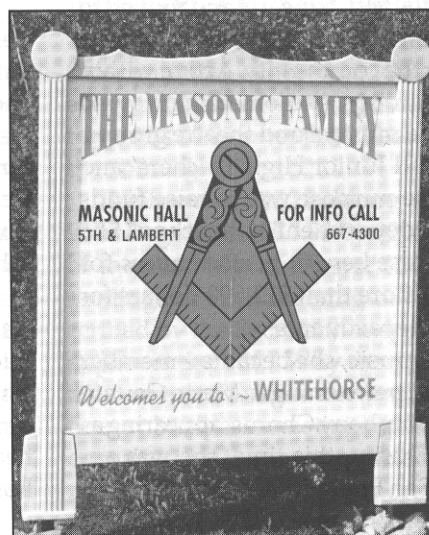 THE MASONIC FAMILY
MASONIC HALL
5TH & LAMBERT
FOR INFO CALL
667-4300
Welcomes you to :~ WHITEHORSE